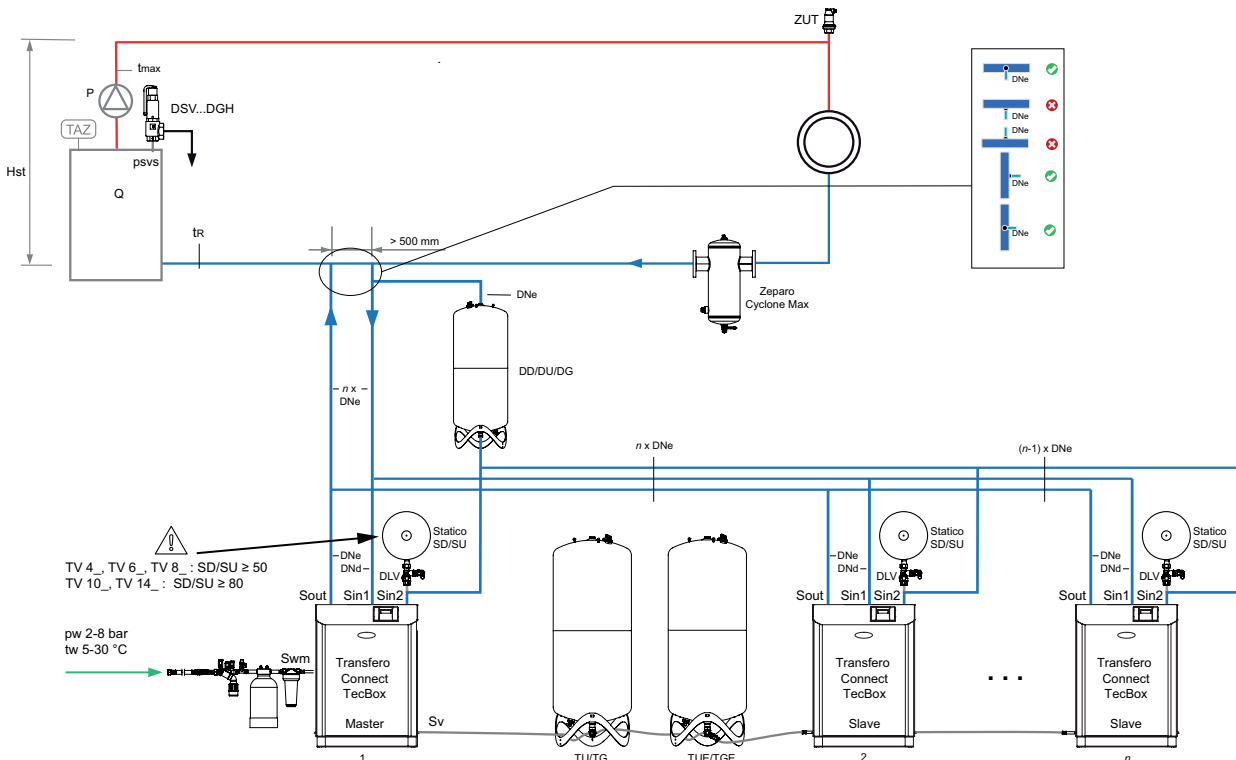 ZUT
tmax
P
DSV...DGH
TAZ
psvs
Hst
Q
DNe
DNe
DNe
DNe
DNe
tR
> 500 mm
DNe
Zeparo
Cyclone Max
DD/DU/DG
n x
DNe
n x DNe
(n-1) x DNe
Statico
SD/SU
Statico
SD/SU
Statico
SD/SU
TV 4_, TV 6_, TV 8_ : SD/SU ≥ 50
TV 10_, TV 14_ : SD/SU ≥ 80
DNe
DNd
DLV
DNe
DNd
DLV
DNe
DNd
DLV
Sout Sin1 Sin2
Sout Sin1 Sin2
Sout Sin1 Sin2
pw 2-8 bar
tw 5-30 °C
Swm
Transfero
Connect
TecBox
Master
Sv
Transfero
Connect
TecBox
Slave
. . .
Transfero
Connect
TecBox
Slave
1
TU/TG
TUE/TGE
2
n